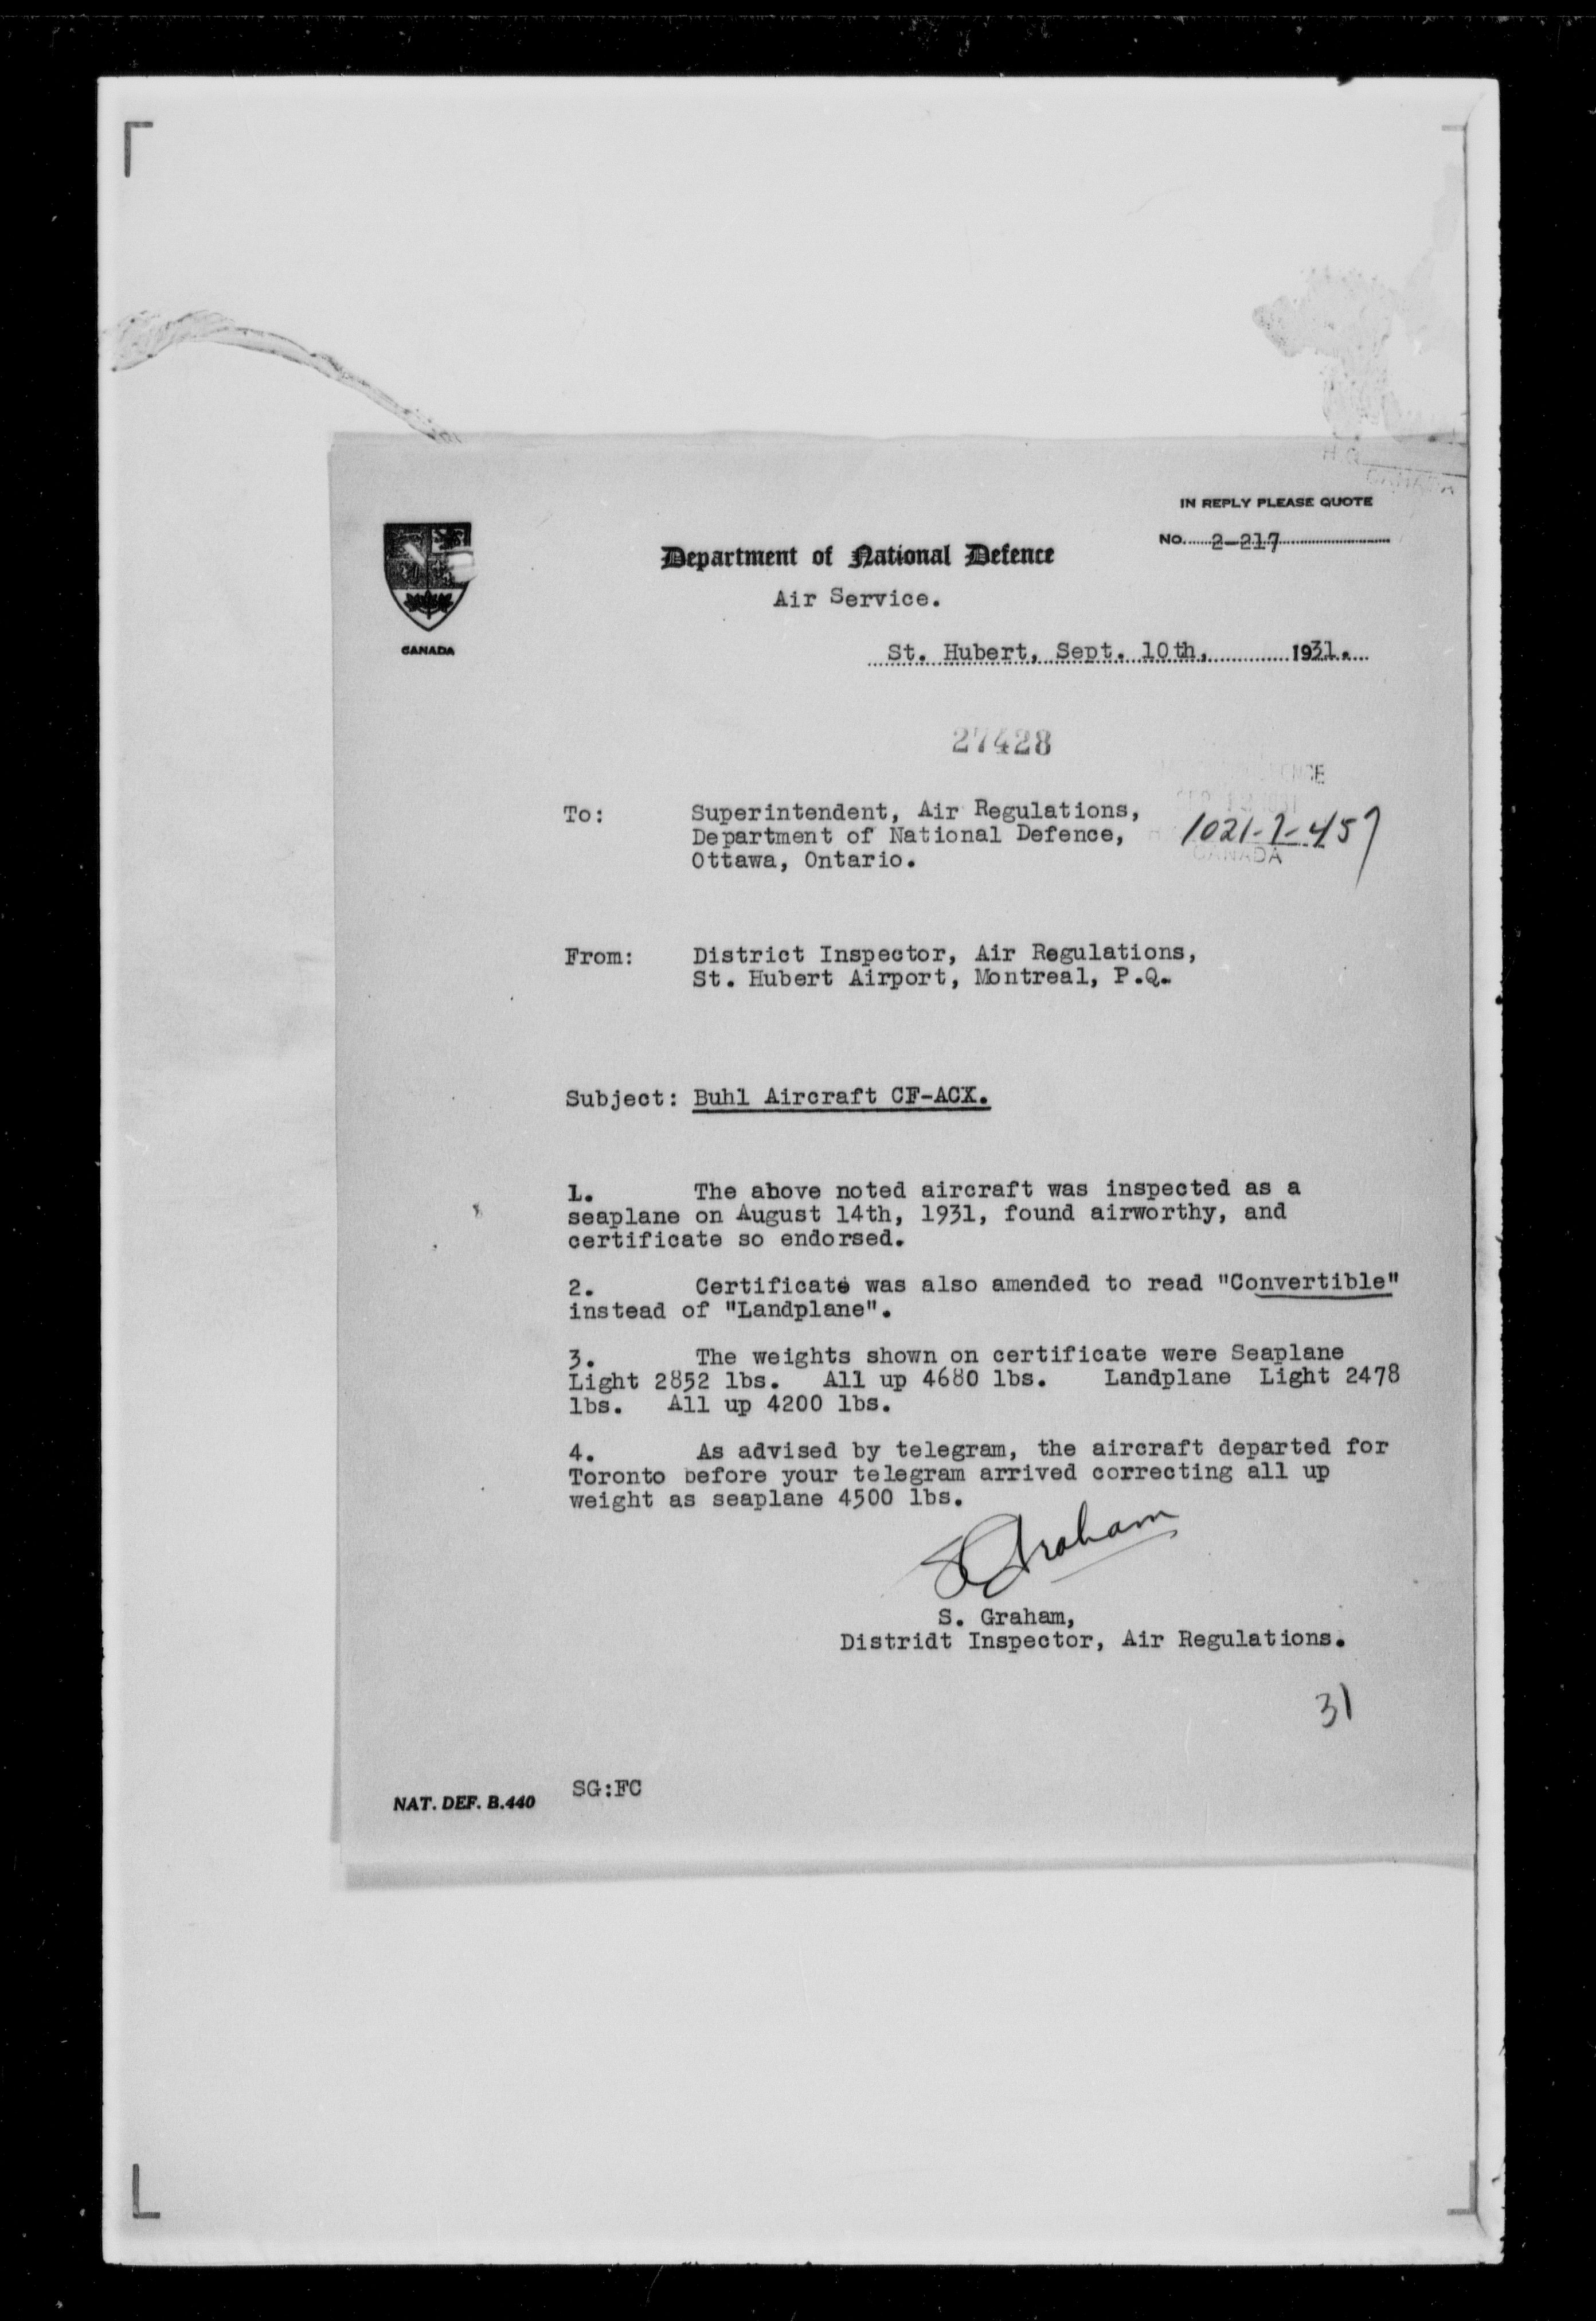 IN REPLY PLEASE QUOTE
No. 2-217
Department of National Defence
Air Service.
CANADA
St. Hubert, Sept. 10th, 1931.
27428
To: Superintendent, Air Regulations,
Department of National Defence,
Ottawa, Ontario.
1021-7-457
CANADA
From: District Inspector, Air Regulations,
St. Hubert Airport, Montreal, P.Q.
Subject: Buhl Aircraft CF-ACX.
1. The above noted aircraft was inspected as a
seaplane on August 14th, 1931, found airworthy, and
certificate so endorsed.
2. Certificate was also amended to read "Convertible"
instead of "Landplane".
3. The weights shown on certificate were Seaplane
Light 2852 lbs. All up 4680 lbs. Landplane Light 2478
lbs. All up 4200 lbs.
4. As advised by telegram, the aircraft departed for
Toronto before your telegram arrived correcting all up
weight as seaplane 4500 lbs.
S Graham
S. Graham,
Distridt Inspector, Air Regulations.
31
SG:FC
NAT. DEF. B.440